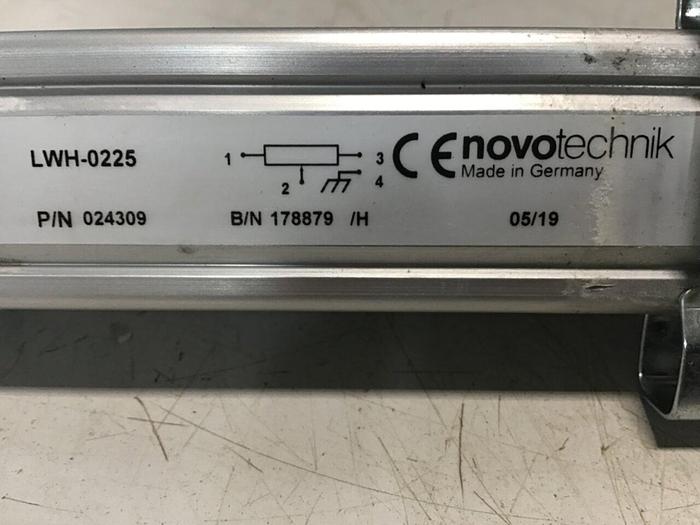 LWH-0225
1 3
2 4
CE novotechnik
Made in Germany
P/N 024309 B/N 178879 /H 05/19